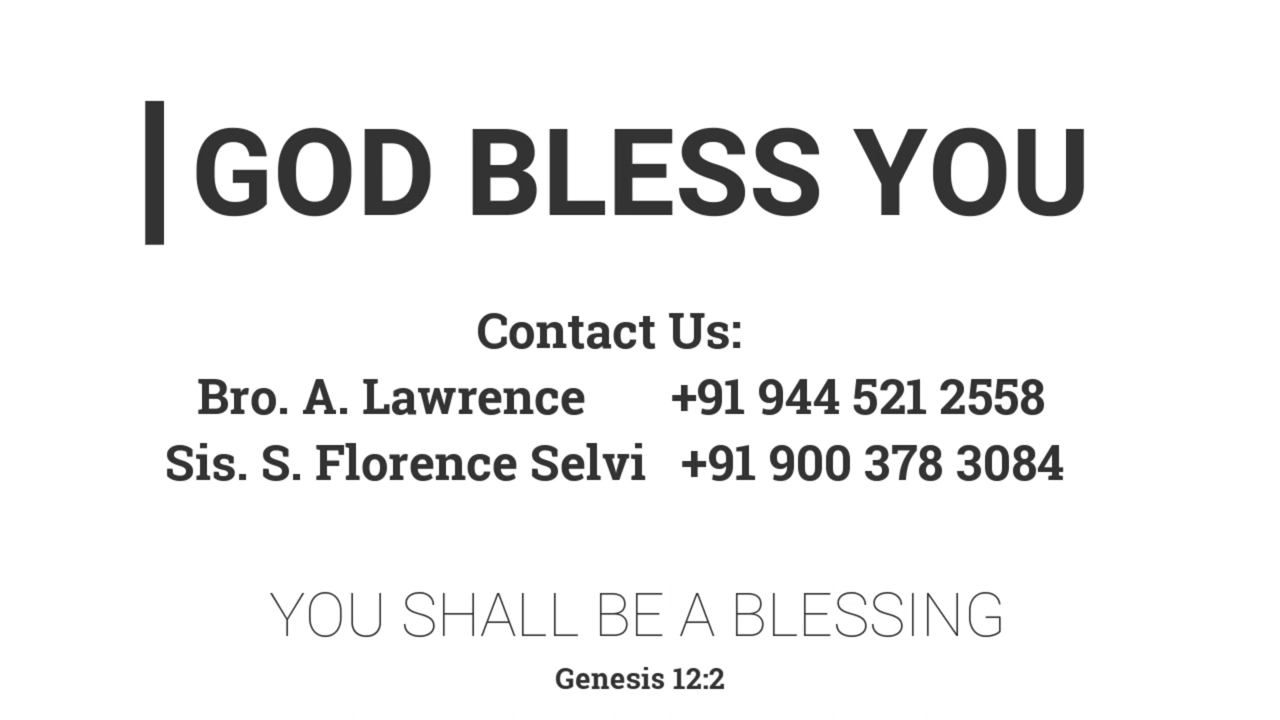 GOD BLESS YOU
Contact Us:
Bro. A. Lawrence +91 944 521 2558
Sis. S. Florence Selvi +91 900 378 3084
YOU SHALL BE A BLESSING
Genesis 12:2